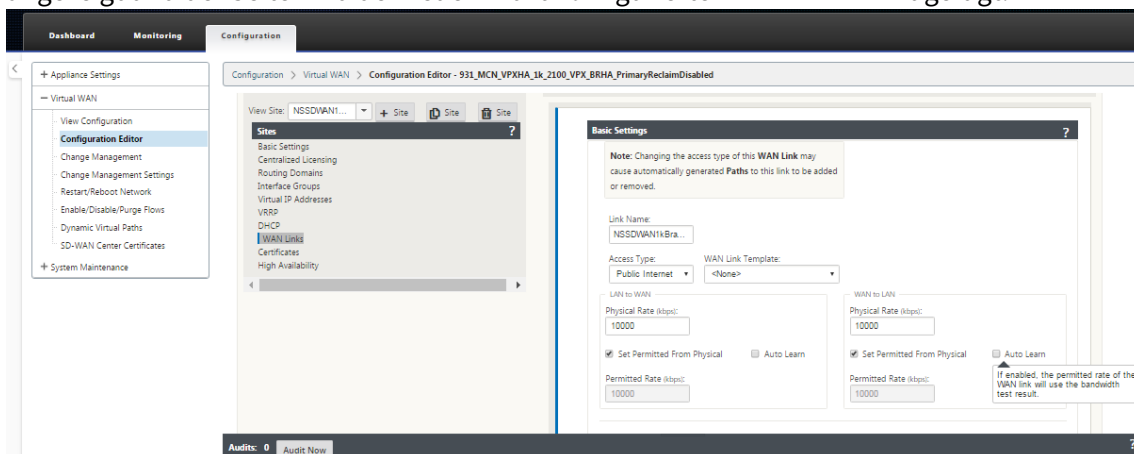 Dashboard Monitoring Configuration
+ Appliance Settings
− Virtual WAN
View Configuration
Configuration Editor
Change Management
Change Management Settings
Restart/Reboot Network
Enable/Disable/Purge Flows
Dynamic Virtual Paths
SD-WAN Center Certificates
+ System Maintenance
Configuration > Virtual WAN > Configuration Editor - 931_MCN_VPXHA_1k_2100_VPX_BRHA_PrimaryReclaimDisabled
View Site: NSSDWAN1... + Site Site Site
Sites ?
Basic Settings
Centralized Licensing
Routing Domains
Interface Groups
Virtual IP Addresses
VRRP
DHCP
WAN Links
Certificates
High Availability
Basic Settings ?
Note: Changing the access type of this WAN Link may
cause automatically generated Paths to this link to be added
or removed.
Link Name:
NSSDWAN1kBra...
Access Type: WAN Link Template:
Public Internet <None>
LAN to WAN WAN to LAN
Physical Rate (kbps): Physical Rate (kbps):
10000 10000
Set Permitted From Physical Auto Learn Set Permitted From Physical Auto Learn
Permitted Rate (kbps): Permitted Rate (kbps):
10000 10000
If enabled, the permitted rate of the
WAN link will use the bandwidth
test result.
Audits: 0 Audit Now ?